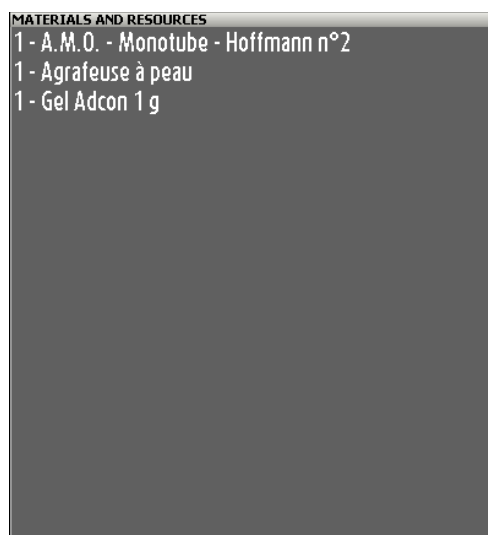 MATERIALS AND RESOURCES
1 - A.M.O. - Monotube - Hoffmann n°2
1 - Agrafeuse à peau
1 - Gel Adcon 1 g